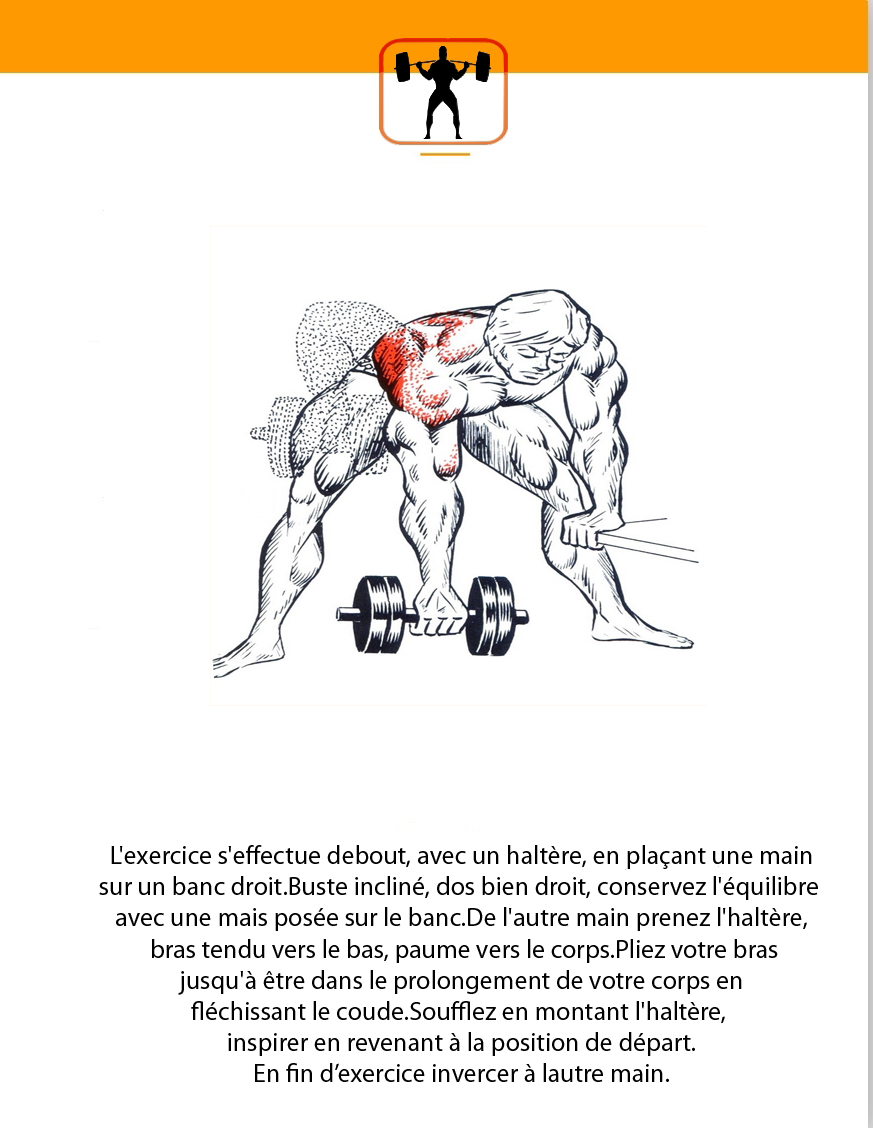 L'exercice s'effectue debout, avec un haltère, en plaçant une main
sur un banc droit.Buste incliné, dos bien droit, conservez l'équilibre
avec une mais posée sur le banc.De l'autre main prenez l'haltère,
bras tendu vers le bas, paume vers le corps.Pliez votre bras
jusqu'à être dans le prolongement de votre corps en
fléchissant le coude.Soufflez en montant l'haltère,
inspirer en revenant à la position de départ.
En fin d’exercice invercer à lautre main.